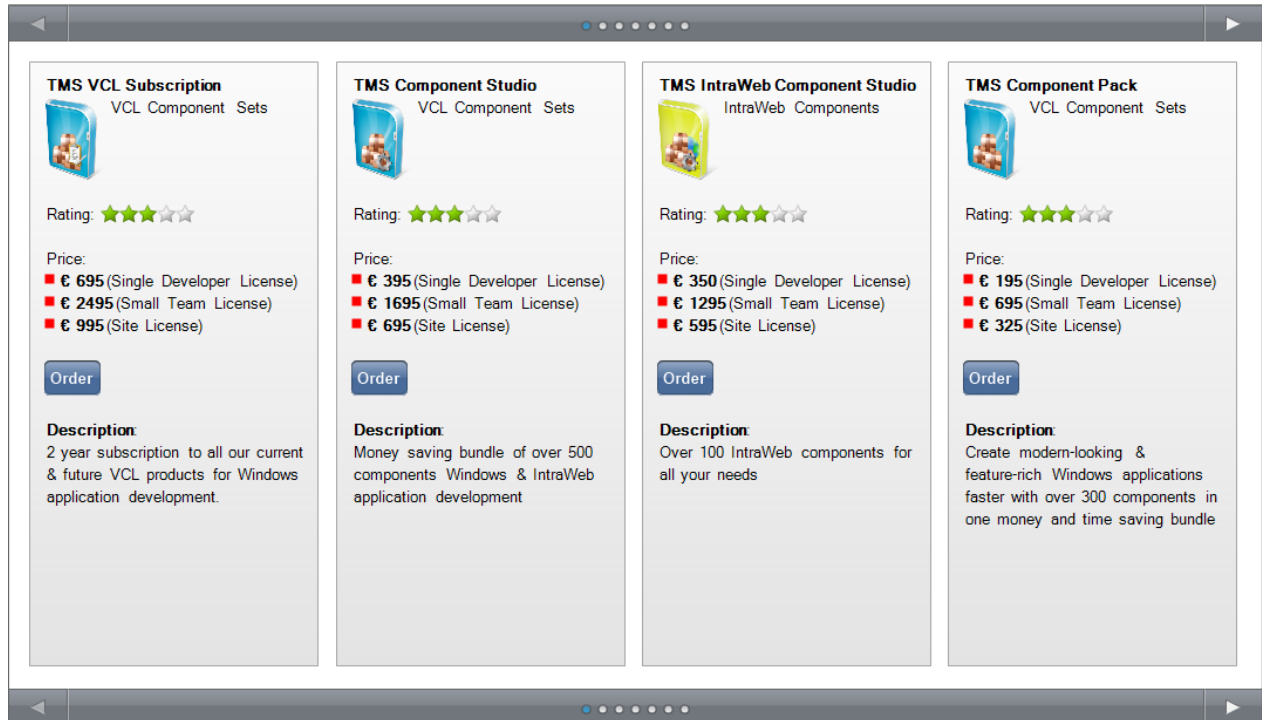 TMS VCL Subscription
VCL Component Sets
Rating:
Price:
€ 695 (Single Developer License)
€ 2495 (Small Team License)
€ 995 (Site License)
Order
Description:
2 year subscription to all our current
& future VCL products for Windows
application development.
TMS Component Studio
VCL Component Sets
Rating:
Price:
€ 395 (Single Developer License)
€ 1695 (Small Team License)
€ 695 (Site License)
Order
Description:
Money saving bundle of over 500
components Windows & IntraWeb
application development
TMS IntraWeb Component Studio
IntraWeb Components
Rating:
Price:
€ 350 (Single Developer License)
€ 1295 (Small Team License)
€ 595 (Site License)
Order
Description:
Over 100 IntraWeb components for
all your needs
TMS Component Pack
VCL Component Sets
Rating:
Price:
€ 195 (Single Developer License)
€ 695 (Small Team License)
€ 325 (Site License)
Order
Description:
Create modern-looking &
feature-rich Windows applications
faster with over 300 components in
one money and time saving bundle